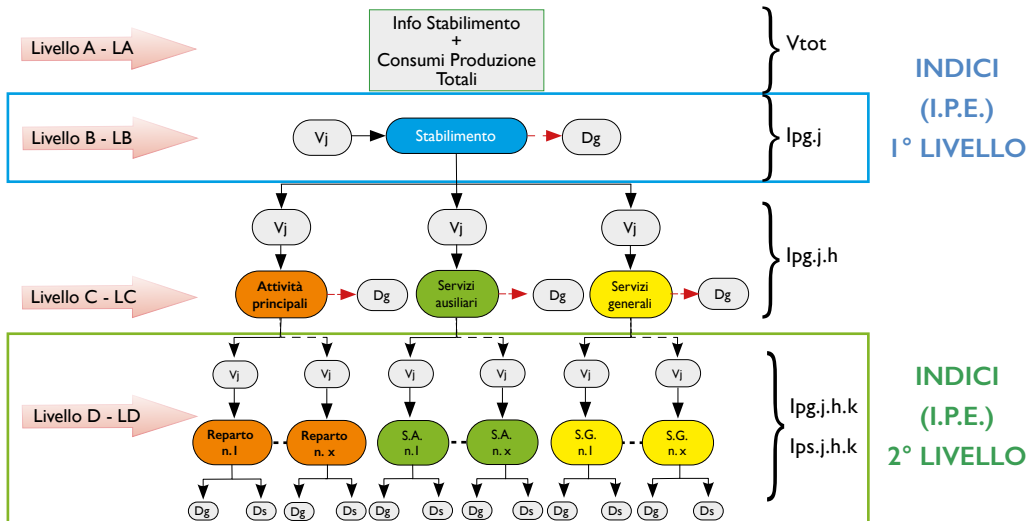 Livello A - LA
Info Stabilimento
+
Consumi Produzione
Totali
Vtot
INDICI
(I.P.E.)
1° LIVELLO
Livello B - LB
Vj
Stabilimento
Dg
Ipg.j
Vj
Vj
Vj
Ipg.j.h
Livello C - LC
Attività
principali
Dg
Servizi
ausiliari
Dg
Servizi
generali
Dg
Vj
Vj
Vj
Vj
Vj
Vj
Livello D - LD
Reparto
n.1
Reparto
n. x
S.A.
n.1
S.A.
n. x
S.G.
n.1
S.G.
n. x
Ipg.j.h.k
Ips.j.h.k
INDICI
(I.P.E.)
2° LIVELLO
Dg
Ds
Dg
Ds
Dg
Ds
Dg
Ds
Dg
Ds
Dg
Ds